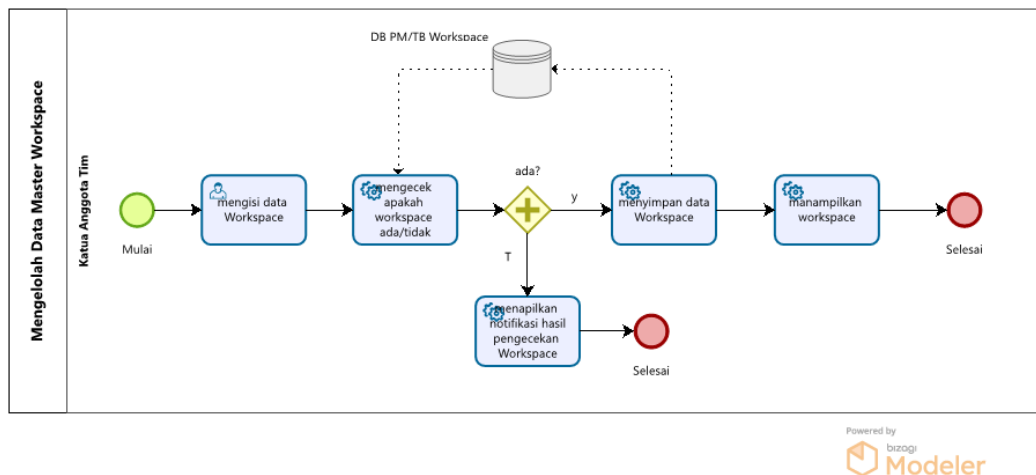 Mengelolah Data Master Workspace
Katua Anggota Tim
DB PM/TB Workspace
Mulai
mengisi data
Workspace
mengecek
apakah
workspace
ada/tidak
ada?
y
T
menyimpan data
Workspace
manampilkan
workspace
Selesai
menapilkan
notifikasi hasil
pengecekan
Workspace
Selesai
Powered by
bizagi
Modeler